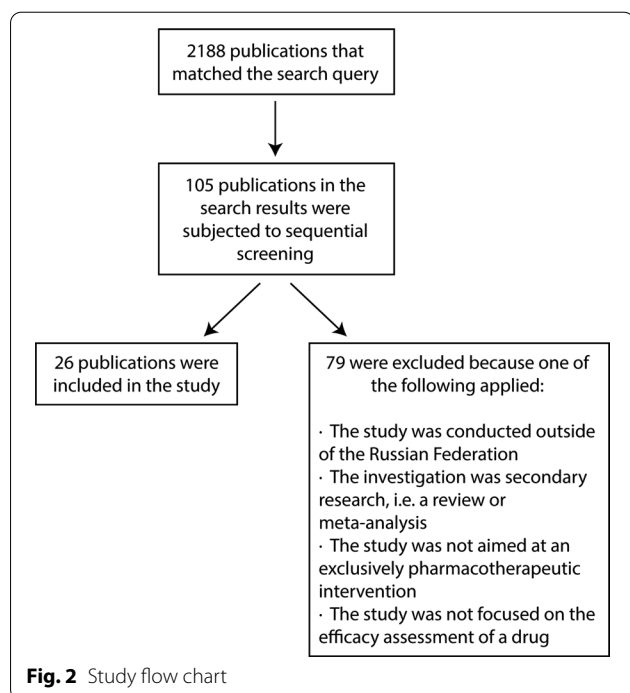 2188 publications that
matched the search query
105 publications in the
search results were
subjected to sequential
screening
26 publications were
included in the study
79 were excluded because one of
the following applied:
· The study was conducted outside
of the Russian Federation
· The investigation was secondary
research, i.e. a review or
meta-analysis
· The study was not aimed at an
exclusively pharmacotherapeutic
intervention
· The study was not focused on the
efficacy assessment of a drug
Fig. 2 Study flow chart